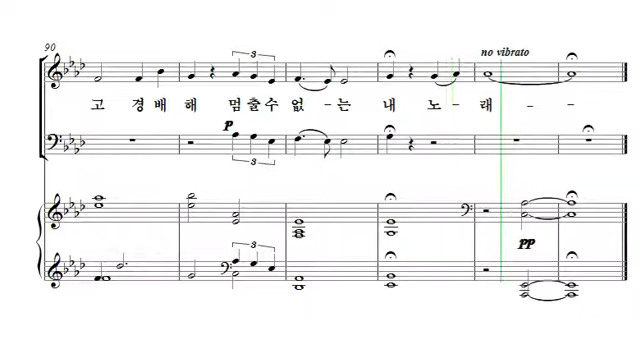 90
no vibrato
3
고 경 배 해 멈 출 수 없 - 는 내 노 - 래 - -
p
3
3
pp